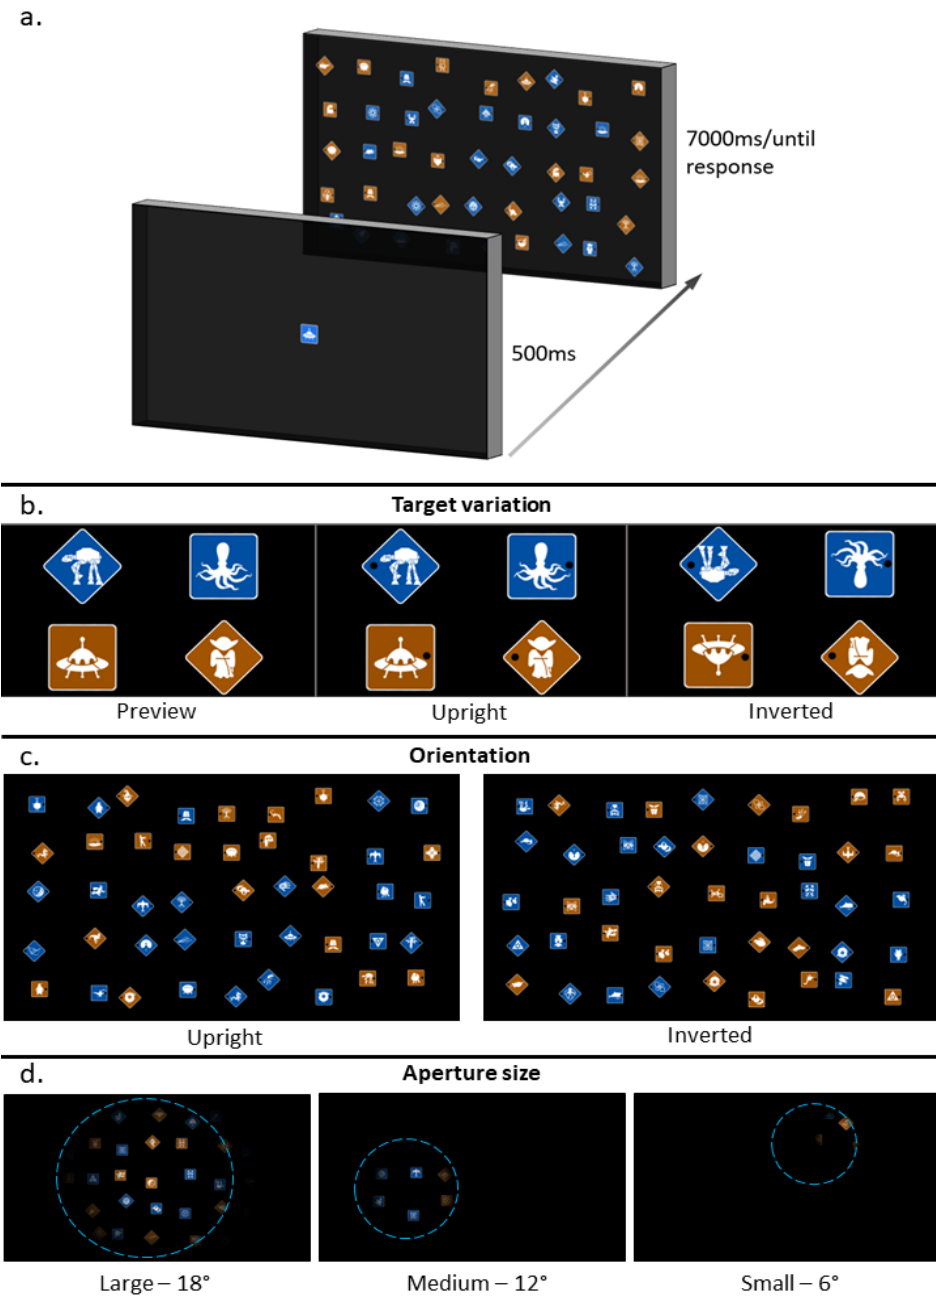 a.
7000ms/until
response
500ms
b.
Target variation
Preview
Upright
Inverted
c.
Orientation
Upright
Inverted
d.
Aperture size
Large – 18°
Medium – 12°
Small – 6°